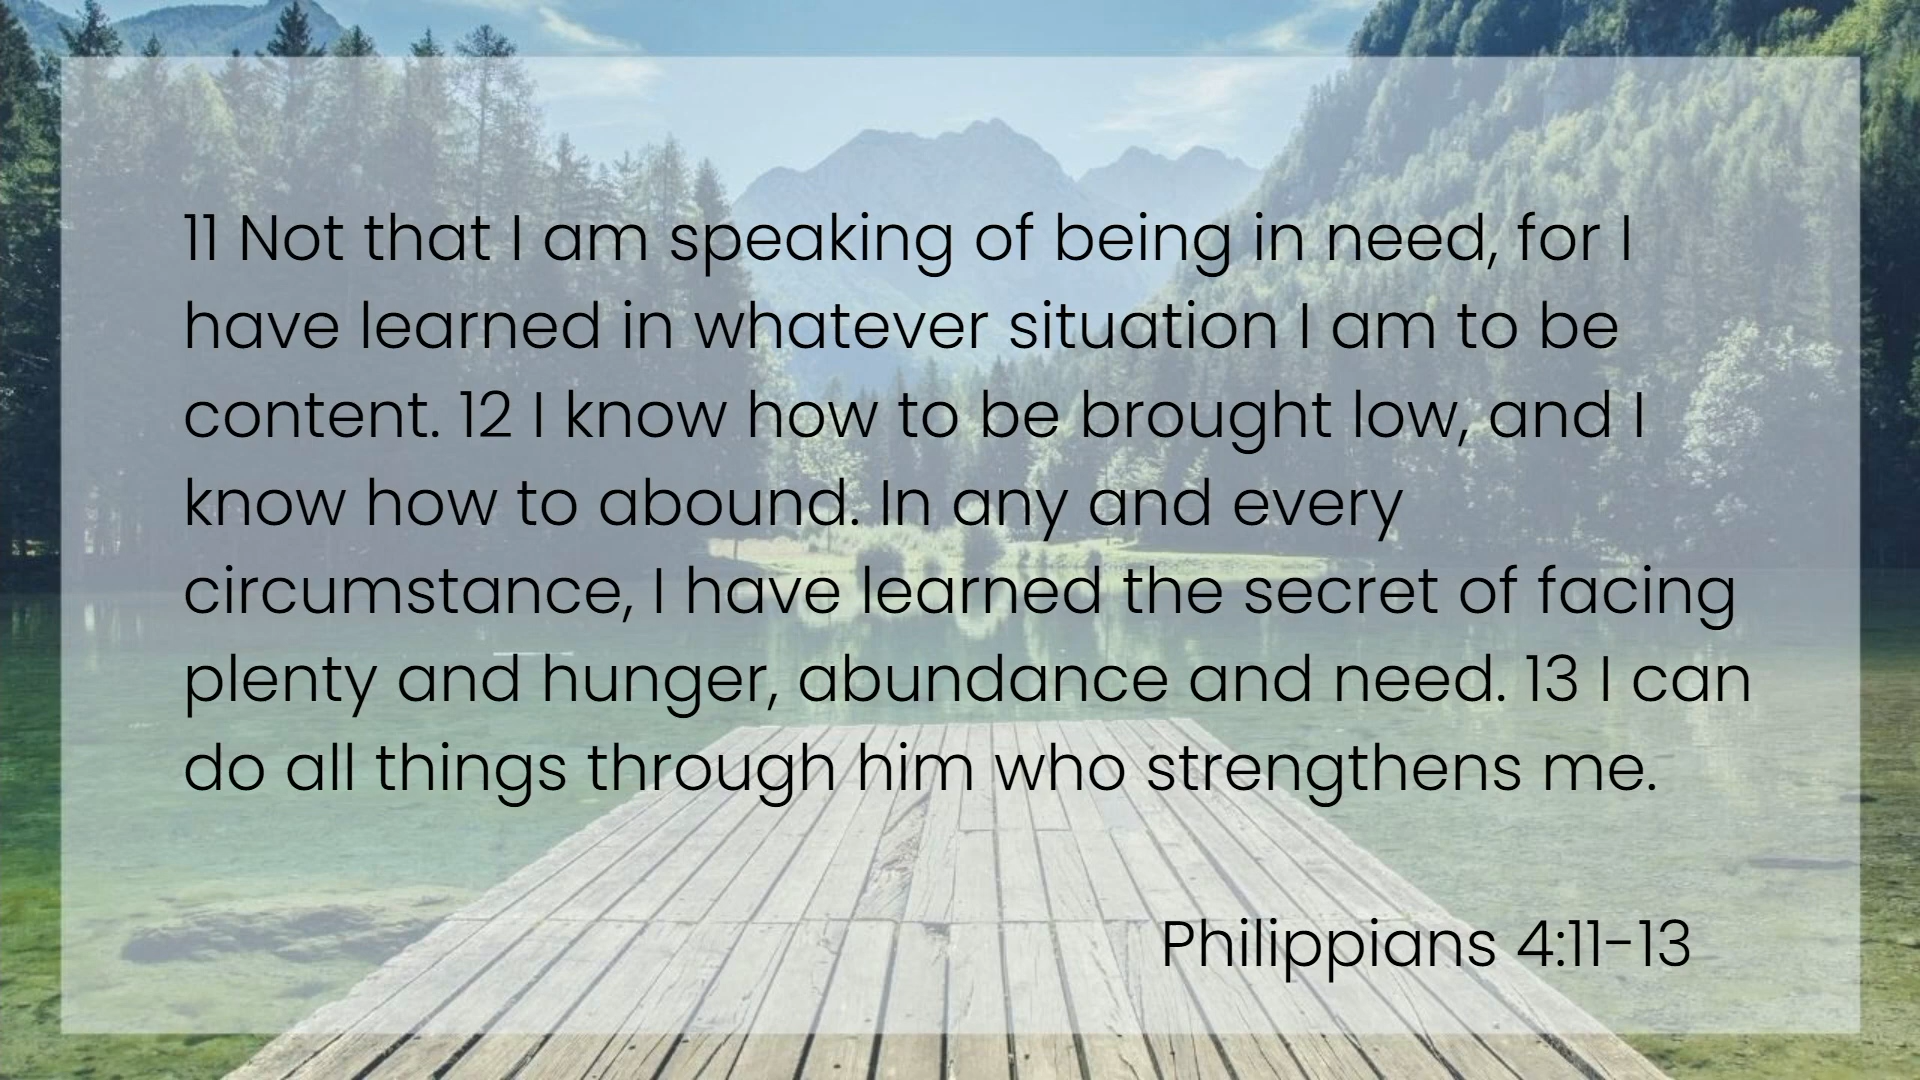 11 Not that I am speaking of being in need, for I
have learned in whatever situation I am to be
content. 12 I know how to be brought low, and I
know how to abound. In any and every
circumstance, I have learned the secret of facing
plenty and hunger, abundance and need. 13 I can
do all things through him who strengthens me.
Philippians 4:11-13